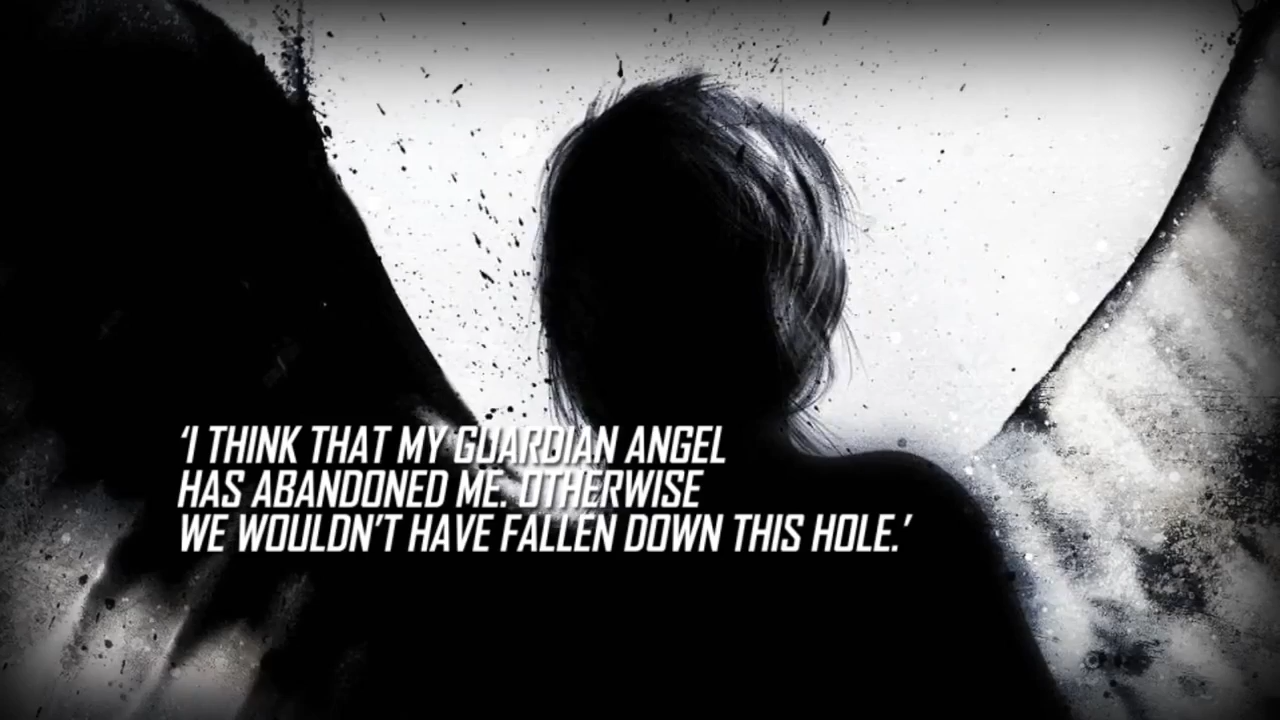 ‘I THINK THAT MY GUARDIAN ANGEL
HAS ABANDONED ME. OTHERWISE
WE WOULDN’T HAVE FALLEN DOWN THIS HOLE.’